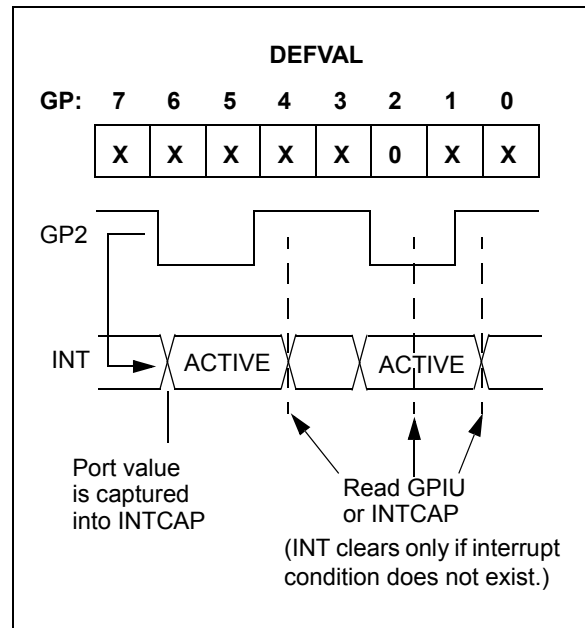 DEFVAL
GP: 7 6 5 4 3 2 1 0
X X X X X 0 X X
GP2
INT ACTIVE ACTIVE
Port value
is captured
into INTCAP
Read GPIU
or INTCAP
(INT clears only if interrupt
condition does not exist.)